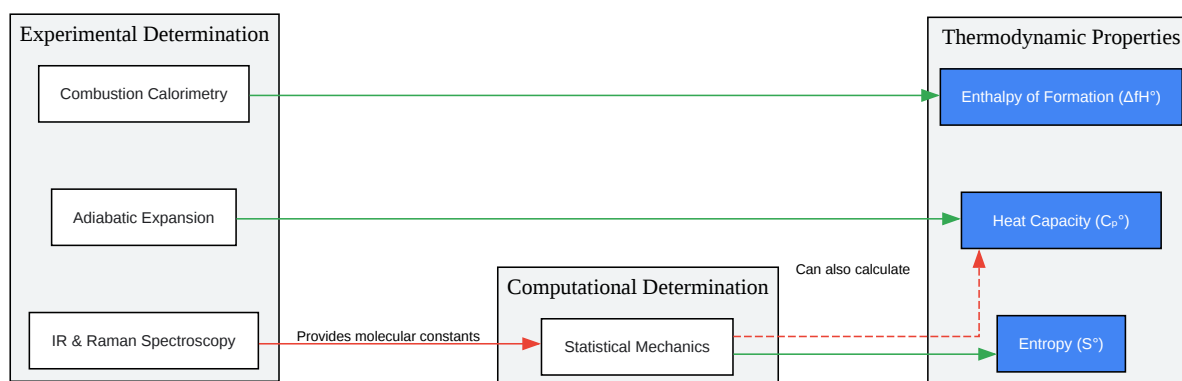 Experimental Determination
Thermodynamic Properties
Combustion Calorimetry
Enthalpy of Formation (ΔfH°)
Adiabatic Expansion
Heat Capacity (Cₚ°)
Can also calculate
Computational Determination
IR & Raman Spectroscopy
Provides molecular constants
Statistical Mechanics
Entropy (S°)